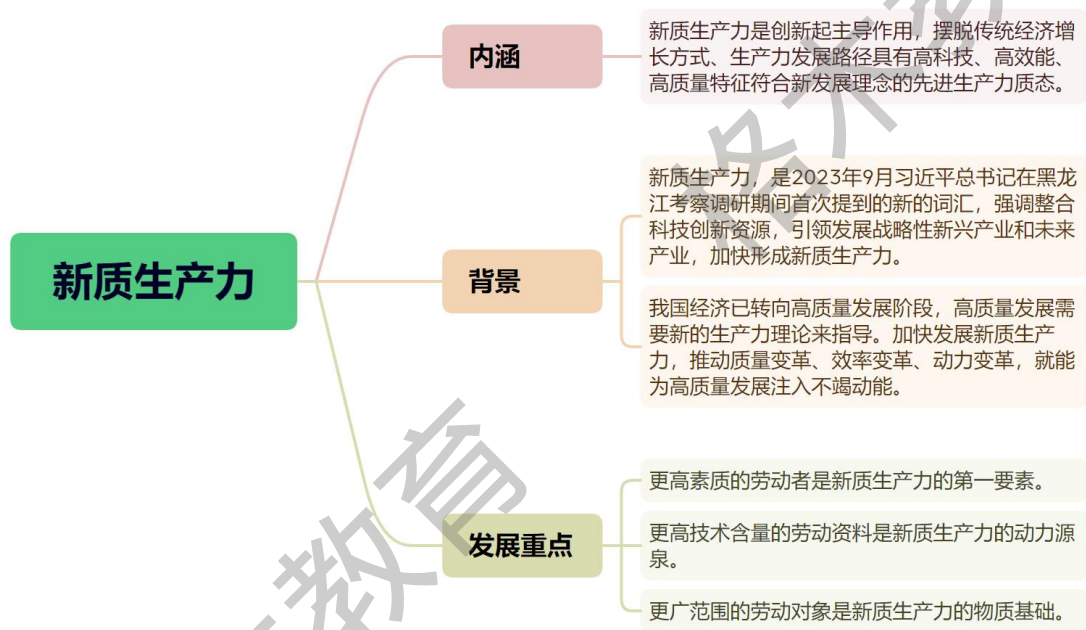 新质生产力
内涵
新质生产力是创新起主导作用，摆脱传统经济增
长方式、生产力发展路径具有高科技、高效能、
高质量特征符合新发展理念的先进生产力质态。
背景
新质生产力，是2023年9月习近平总书记在黑龙
江考察调研期间首次提到的新的词汇，强调整合
科技创新资源，引领发展战略性新兴产业和未来
产业，加快形成新质生产力。
我国经济已转向高质量发展阶段，高质量发展需
要新的生产力理论来指导。加快发展新质生产
力，推动质量变革、效率变革、动力变革，就能
为高质量发展注入不竭动能。
发展重点
更高素质的劳动者是新质生产力的第一要素。
更高技术含量的劳动资料是新质生产力的动力源
泉。
更广范围的劳动对象是新质生产力的物质基础。
教育